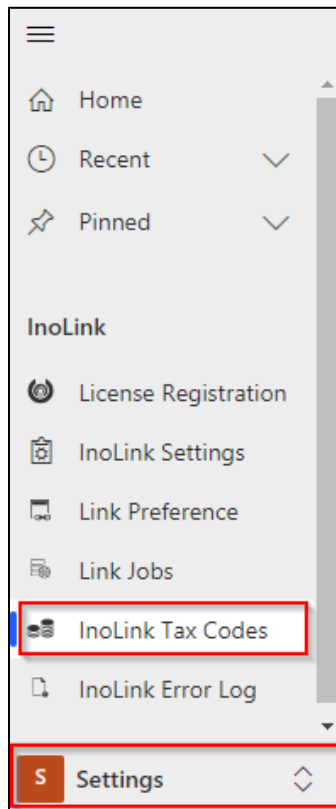 Home
Recent
Pinned
InoLink
License Registration
InoLink Settings
Link Preference
Link Jobs
InoLink Tax Codes
InoLink Error Log
S Settings